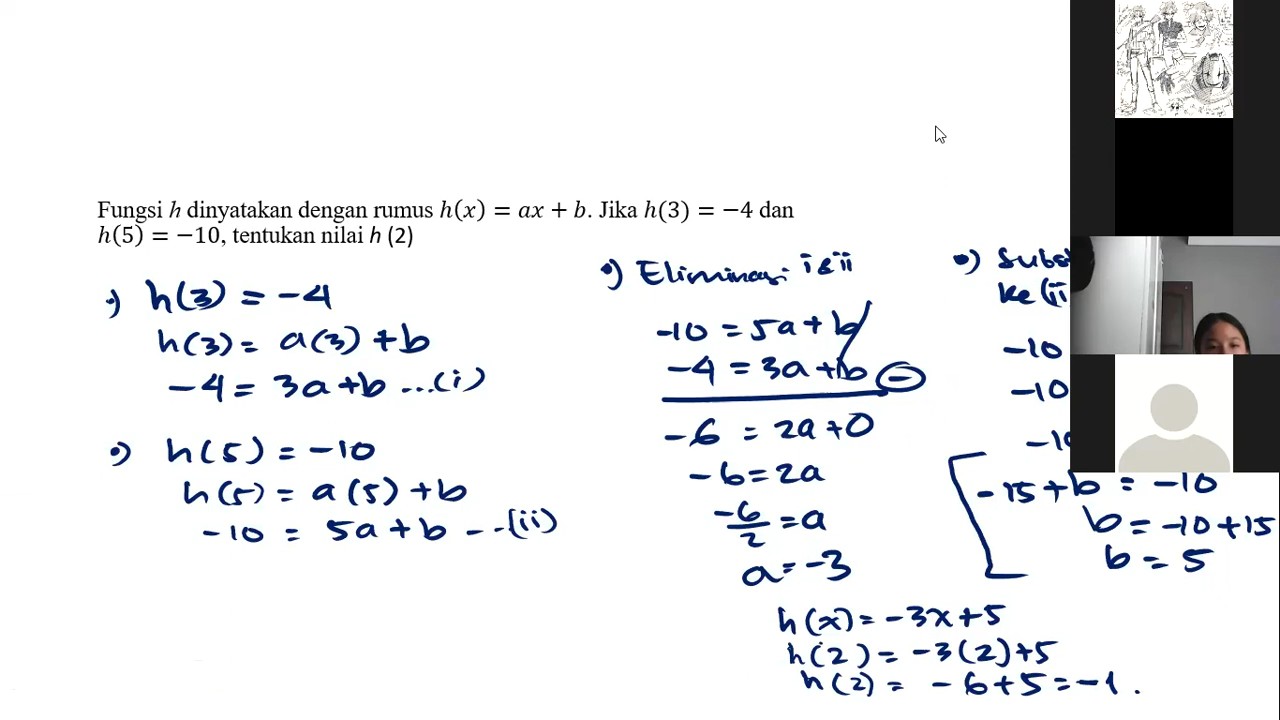 Fungsi h dinyatakan dengan rumus h(x) = ax + b. Jika h(3) = −4 dan
h(5) = −10, tentukan nilai h (2)
•) h(3) = -4
h(3) = a(3) + b
-4 = 3a+b ...(i)
•) h(5) = -10
h(5) = a(5) + b
-10 = 5a+b ...(ii)
•) Eliminasi i & ii
-10 = 5a+b
-4 = 3a+b −
-6 = 2a+0
-6 = 2a
-6/2 = a
a = -3
•)
ke (ii
-10
-10
-10
-15 + b = -10
b = -10+15
b = 5
h(x) = -3x+5
h(2) = -3(2)+5
h(2) = -6+5 = -1.